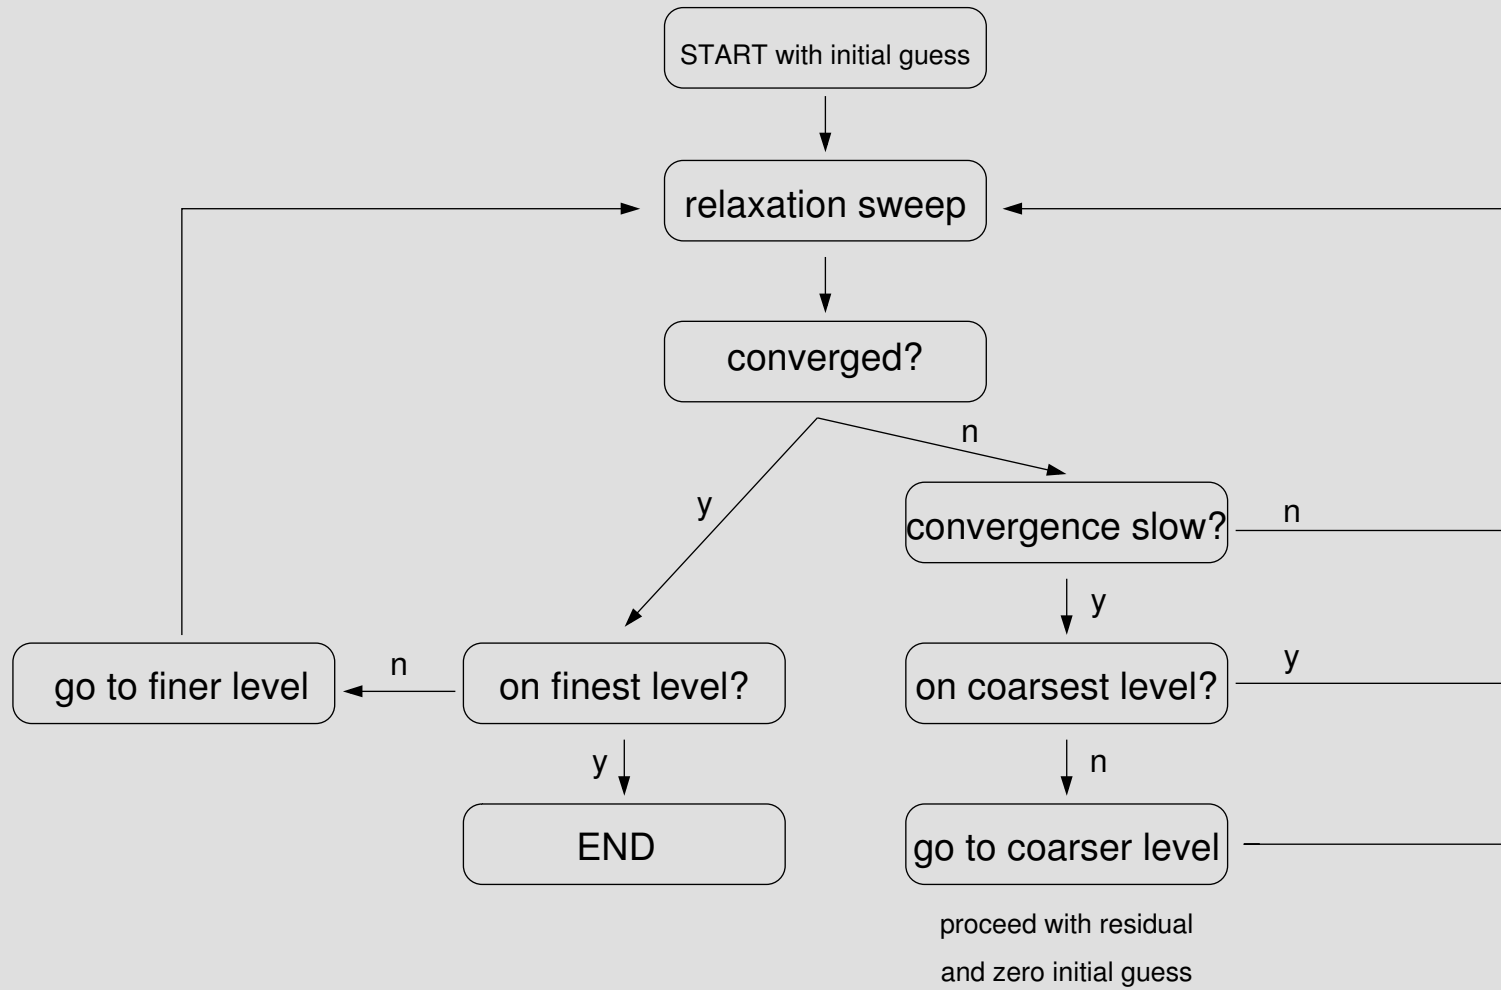 START with initial guess
relaxation sweep
converged?
n
y
convergence slow?
n
y
go to finer level
n
on finest level?
on coarsest level?
y
y
n
END
go to coarser level
proceed with residual
and zero initial guess